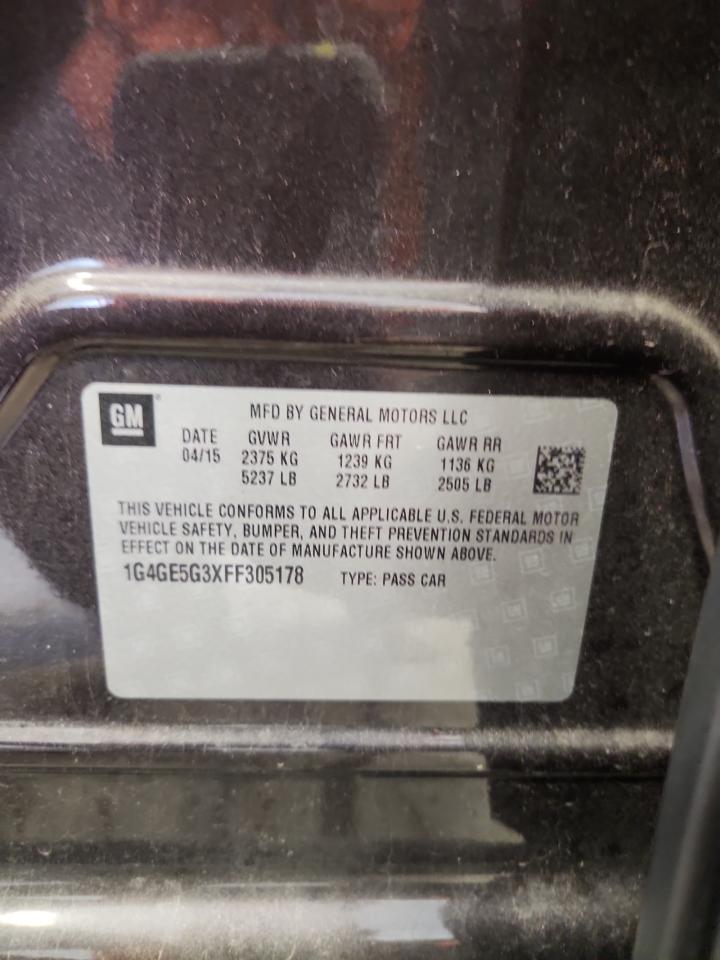 GM
MFD BY GENERAL MOTORS LLC
DATE GVWR GAWR FRT GAWR RR
04/15 2375 KG 1239 KG 1136 KG
5237 LB 2732 LB 2505 LB
THIS VEHICLE CONFORMS TO ALL APPLICABLE U.S. FEDERAL MOTOR
VEHICLE SAFETY, BUMPER, AND THEFT PREVENTION STANDARDS IN
EFFECT ON THE DATE OF MANUFACTURE SHOWN ABOVE.
1G4GE5G3XFF305178 TYPE: PASS CAR